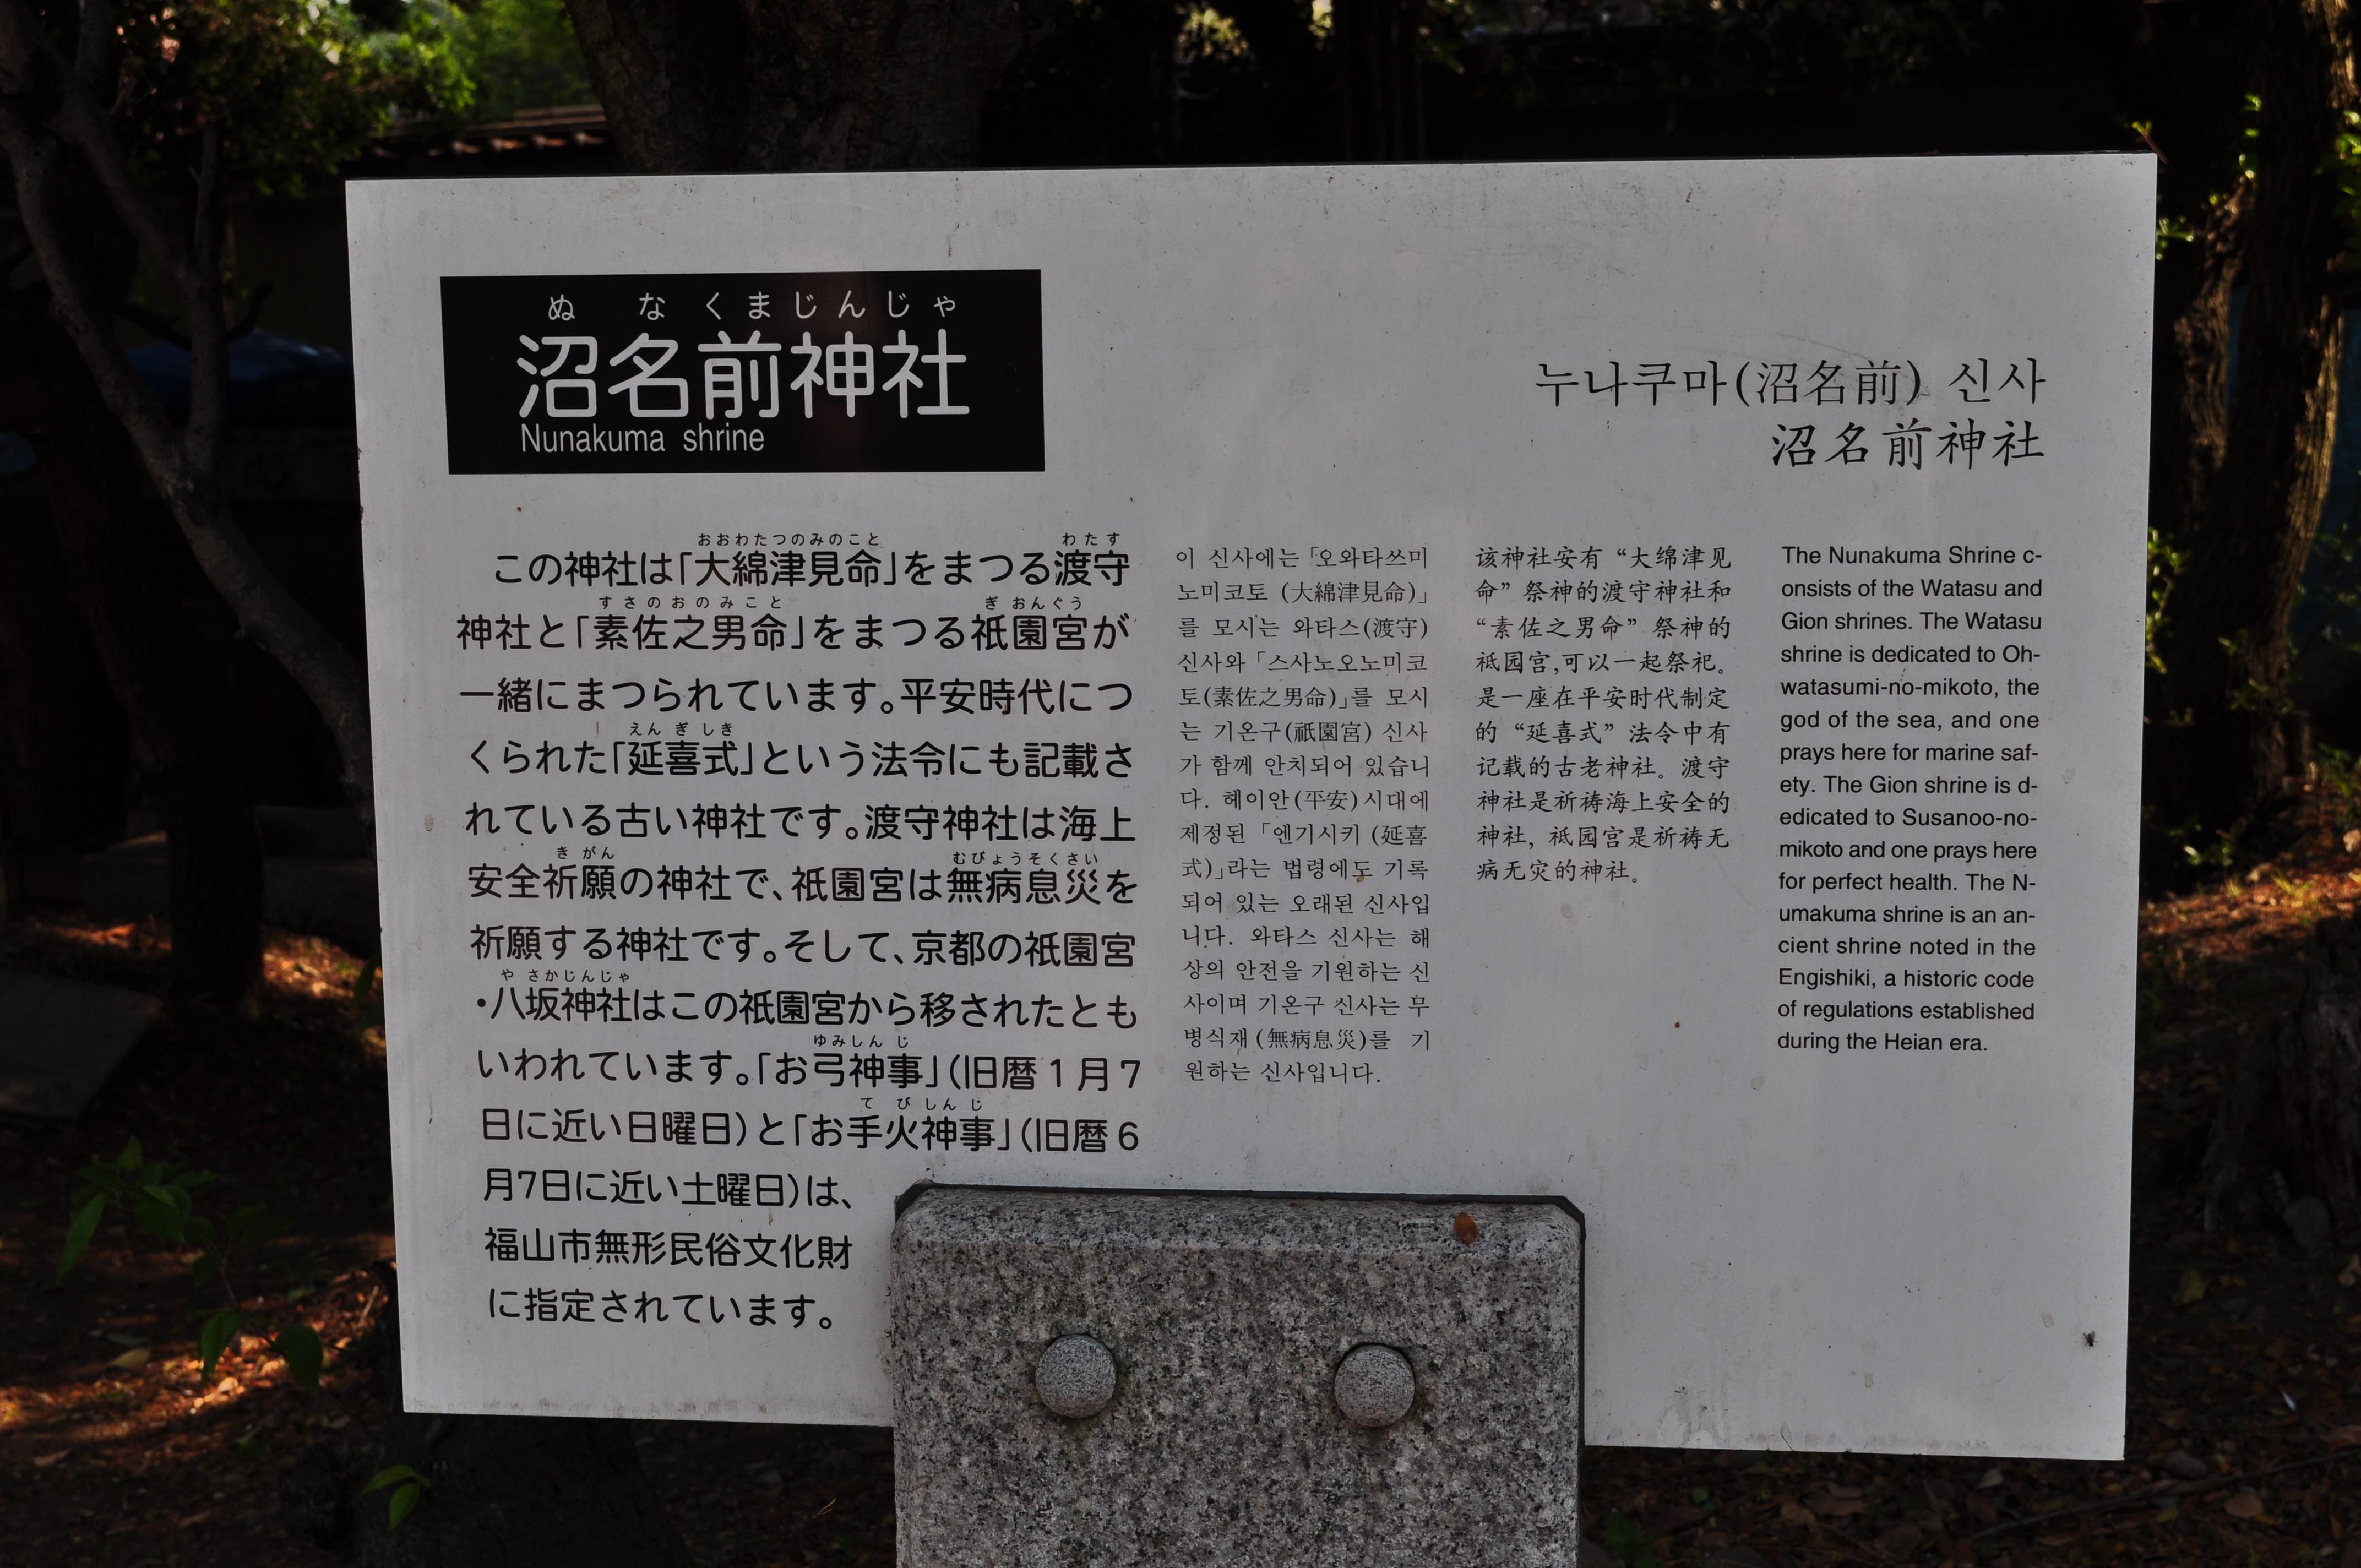 ぬなくまじんじゃ
沼名前神社
Nunakuma shrine
누나쿠마(沼名前) 신사
沼名前神社
おおわたつのみのこと わたす
この神社は「大綿津見命」をまつる渡守
すさのおのみこと ぎおんぐう
神社と「素佐之男命」をまつる祇園宮が
一緒にまつられています。平安時代につ
えんぎしき
くられた「延喜式」という法令にも記載さ
れている古い神社です。渡守神社は海上
きがん むびょうそくさい
安全祈願の神社で、祇園宮は無病息災を
祈願する神社です。そして、京都の祇園宮
やさかじんじゃ
・八坂神社はこの祇園宮から移されたとも
ゆみしんじ
いわれています。「お弓神事」(旧暦1月7
てびしんじ
日に近い日曜日)と「お手火神事」(旧暦6
月7日に近い土曜日)は、
福山市無形民俗文化財
に指定されています。
이 신사에는 「오와타쓰미
노미코토 (大綿津見命)」
를 모시는 와타스(渡守)
신사와 「스사노오노미코
토(素佐之男命)」를 모시
는 기온구(祇園宮) 신사
가 함께 안치되어 있습니
다. 헤이안(平安)시대에
제정된 「엔기시키 (延喜
式)」라는 법령에도 기록
되어 있는 오래된 신사입
니다. 와타스 신사는 해
상의 안전을 기원하는 신
사이며 기온구 신사는 무
병식재(無病息災)를 기
원하는 신사입니다.
该神社安有“大绵津见
命”祭神的渡守神社和
“素佐之男命”祭神的
祗园宫,可以一起祭祀。
是一座在平安时代制定
的“延喜式”法令中有
记载的古老神社。渡守
神社是祈祷海上安全的
神社, 祗园宫是祈祷无
病无灾的神社。
The Nunakuma Shrine c-
onsists of the Watasu and
Gion shrines. The Watasu
shrine is dedicated to Oh-
watasumi-no-mikoto, the
god of the sea, and one
prays here for marine saf-
ety. The Gion shrine is d-
edicated to Susanoo-no-
mikoto and one prays here
for perfect health. The N-
umakuma shrine is an an-
cient shrine noted in the
Engishiki, a historic code
of regulations established
during the Heian era.